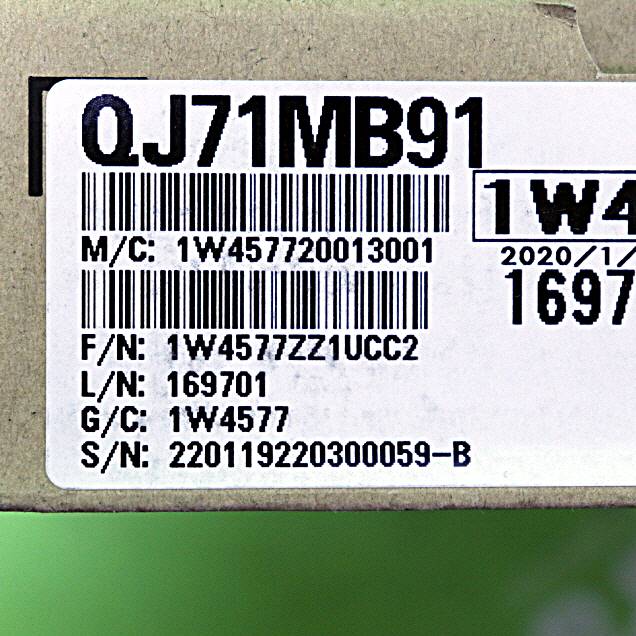 QJ71MB91
1W4
M/C: 1W457720013001
2020/1/
1697
F/N: 1W4577ZZ1UCC2
L/N: 169701
G/C: 1W4577
S/N: 220119220300059-B